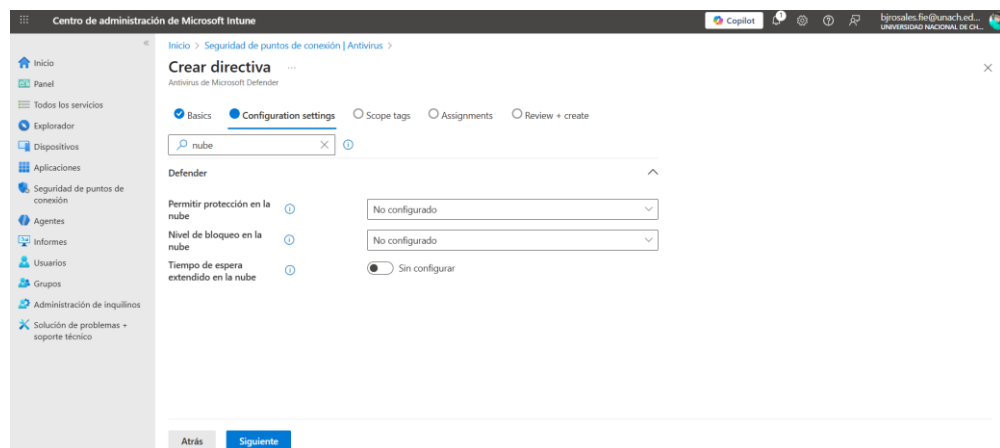 Centro de administración de Microsoft Intune
Copilot
1
bjrosales.fie@unach.ed...
UNIVERSIDAD NACIONAL DE CH...
Inicio
Panel
Todos los servicios
Explorador
Dispositivos
Aplicaciones
Seguridad de puntos de
conexión
Agentes
Informes
Usuarios
Grupos
Administración de inquilinos
Solución de problemas +
soporte técnico
Inicio > Seguridad de puntos de conexión | Antivirus >
Crear directiva ...
Antivirus de Microsoft Defender
Basics Configuration settings Scope tags Assignments Review + create
nube
Defender
Permitir protección en la
nube
No configurado
Nivel de bloqueo en la
nube
No configurado
Tiempo de espera
extendido en la nube
Sin configurar
Atrás Siguiente